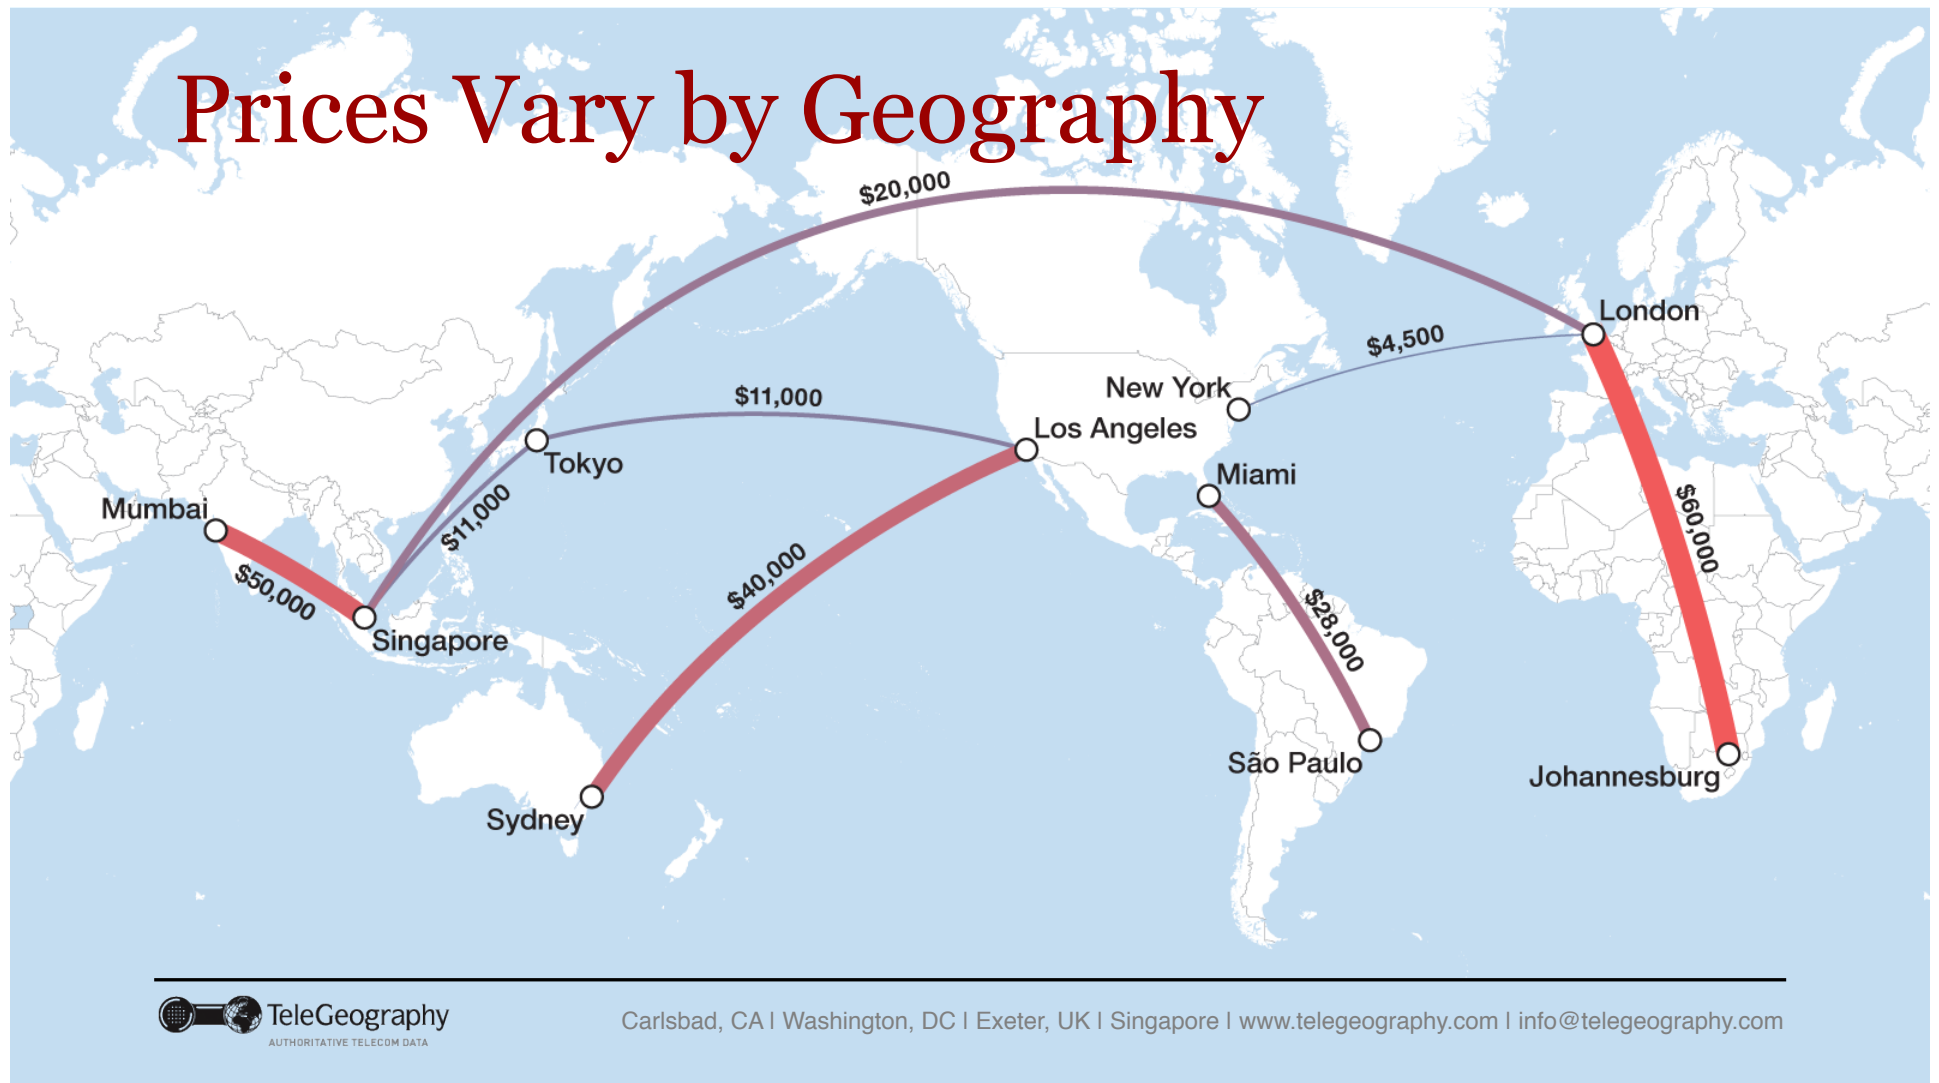 Prices Vary by Geography
$20,000
London
$4,500
New York
$11,000
Los Angeles
Tokyo
Miami
Mumbai
$11,000
$60,000
$50,000
$40,000
$28,000
Singapore
São Paulo
Johannesburg
Sydney
TeleGeography
AUTHORITATIVE TELECOM DATA
Carlsbad, CA | Washington, DC | Exeter, UK | Singapore | www.telegeography.com | info@telegeography.com